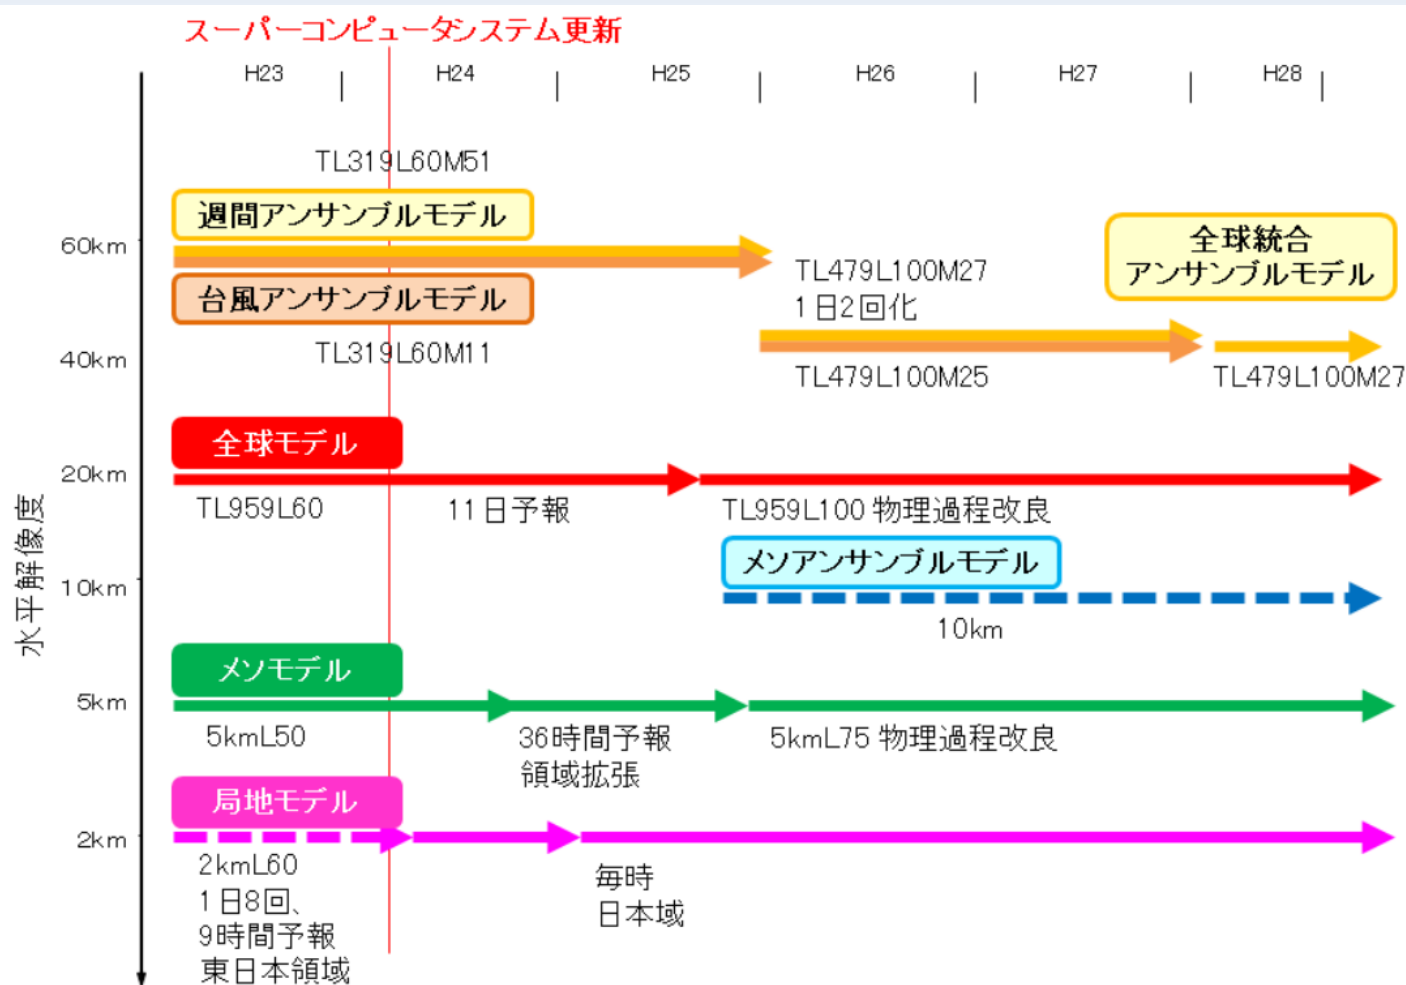 スーパーコンピュータシステム更新
H23
H24
H25
H26
H27
H28
TL319L60M51
週間アンサンブルモデル
台風アンサンブルモデル
TL319L60M11
TL479L100M27
1日2回化
TL479L100M25
全球統合
アンサンブルモデル
TL479L100M27
60km
40km
20km
10km
5km
2km
水平解像度
全球モデル
TL959L60
11日予報
TL959L100 物理過程改良
メソアンサンブルモデル
10km
メソモデル
5kmL50
36時間予報
領域拡張
5kmL75 物理過程改良
局地モデル
2kmL60
1日8回、
9時間予報
東日本領域
毎時
日本域